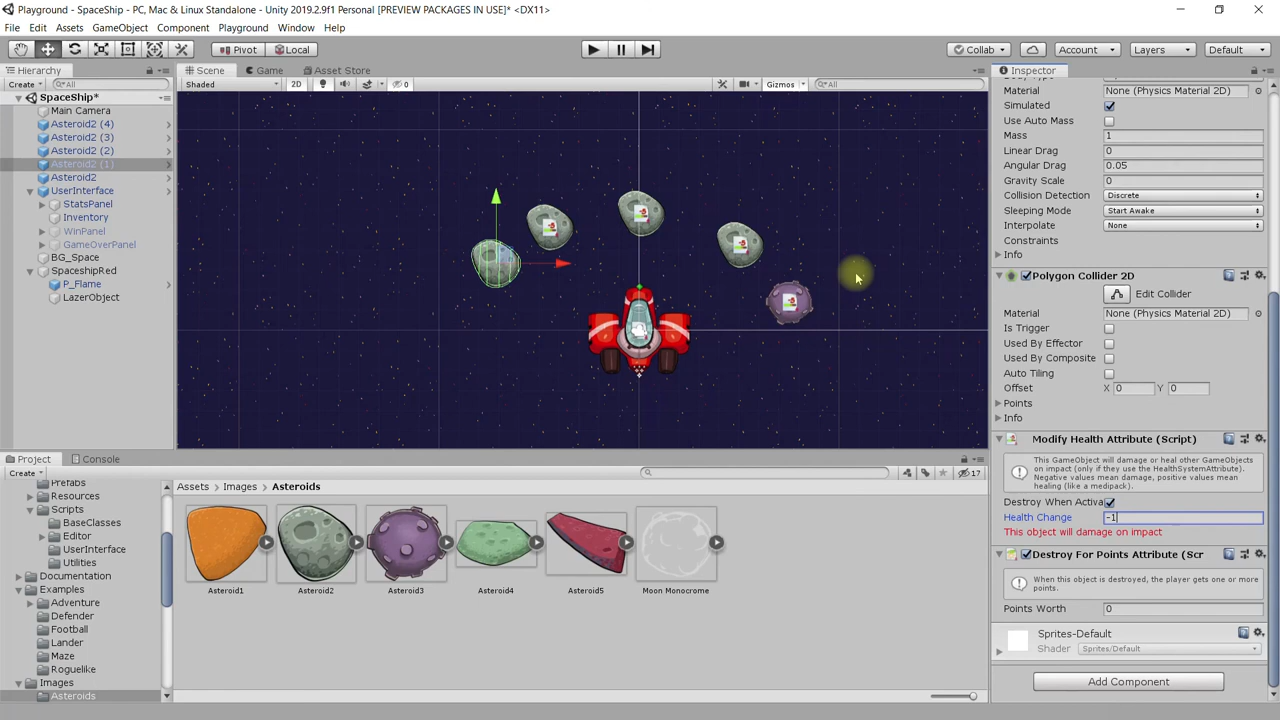 Playground - SpaceShip - PC, Mac & Linux Standalone - Unity 2019.2.9f1 Personal [PREVIEW PACKAGES IN USE]* <DX11>
File Edit Assets GameObject Component Playground Window Help
Pivot Local Collab Account Layers Default
Hierarchy Scene Game Asset Store Inspector
Create All Shaded 2D 0 Gizmos All
SpaceShip*
Main Camera
Asteroid2 (4)
Asteroid2 (3)
Asteroid2 (2)
Asteroid2 (1)
Asteroid2
UserInterface
StatsPanel
Inventory
WinPanel
GameOverPanel
BG_Space
SpaceshipRed
P_Flame
LazerObject
Material None (Physics Material 2D)
Simulated
Use Auto Mass
Mass 1
Linear Drag 0
Angular Drag 0.05
Gravity Scale 0
Collision Detection Discrete
Sleeping Mode Start Awake
Interpolate None
Constraints
Info
Polygon Collider 2D
Edit Collider
Material None (Physics Material 2D)
Is Trigger
Used By Effector
Used By Composite
Auto Tiling
Offset X 0 Y 0
Points
Info
Modify Health Attribute (Script)
This GameObject will damage or heal other GameObjects
on impact (only if they use the HealthSystemAttribute).
Negative values mean damage, positive values mean
healing (like a medipack).
Destroy When Activa
Health Change -1
This object will damage on impact
Destroy For Points Attribute (Scr
When this object is destroyed, the player gets one or more
points.
Points Worth 0
Sprites-Default
Shader Sprites/Default
Add Component
Project Console
Create 17
Prefabs
Resources
Scripts
BaseClasses
Editor
UserInterface
Utilities
Documentation
Examples
Adventure
Defender
Football
Lander
Maze
Roguelike
Images
Asteroids
Assets Images Asteroids
Asteroid1 Asteroid2 Asteroid3 Asteroid4 Asteroid5 Moon Monocrome